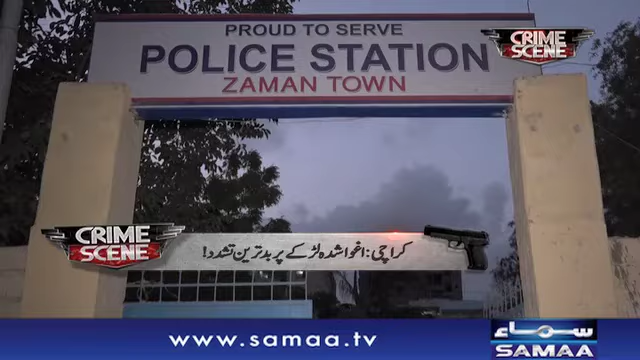 PROUD TO SERVE
CRIME SCENE
POLICE STATION
ZAMAN TOWN
CRIME SCENE
کراچی: اغوا شدہ لڑکے پر بدترین تشدد!
www.samaa.tv
سماء
SAMAA